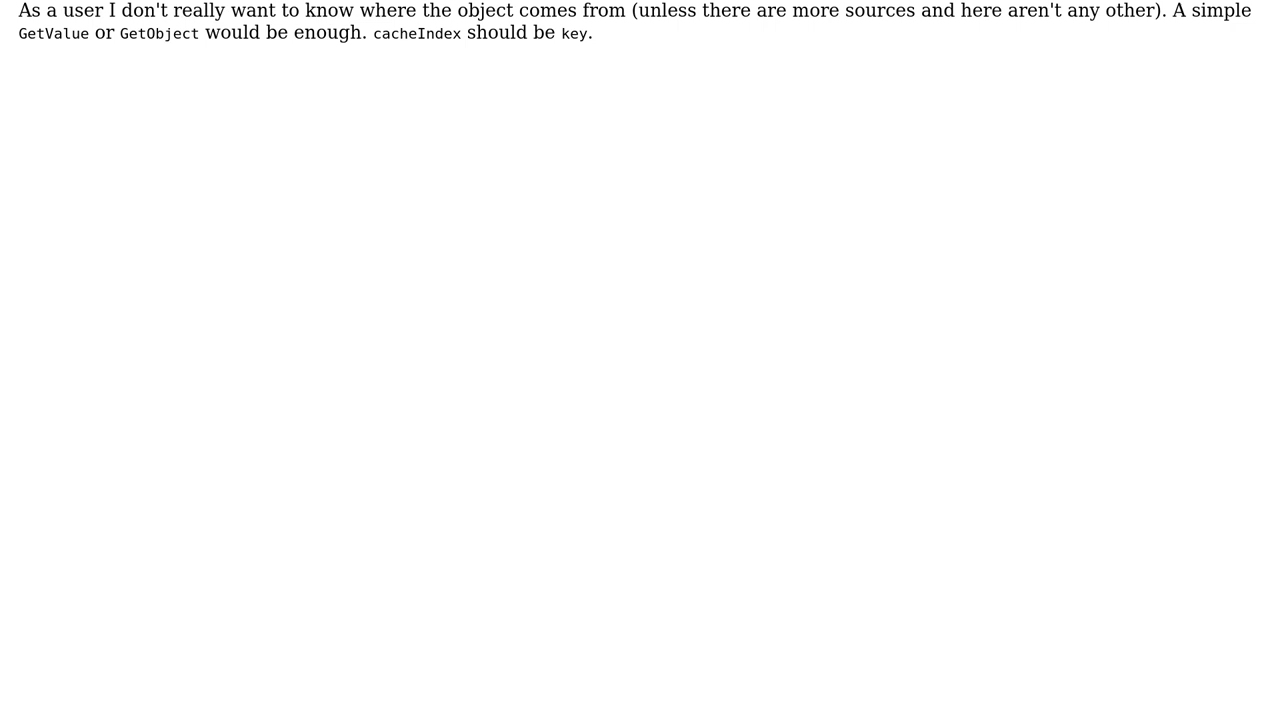 As a user I don't really want to know where the object comes from (unless there are more sources and here aren't any other). A simple
GetValue or GetObject would be enough. cacheIndex should be key.